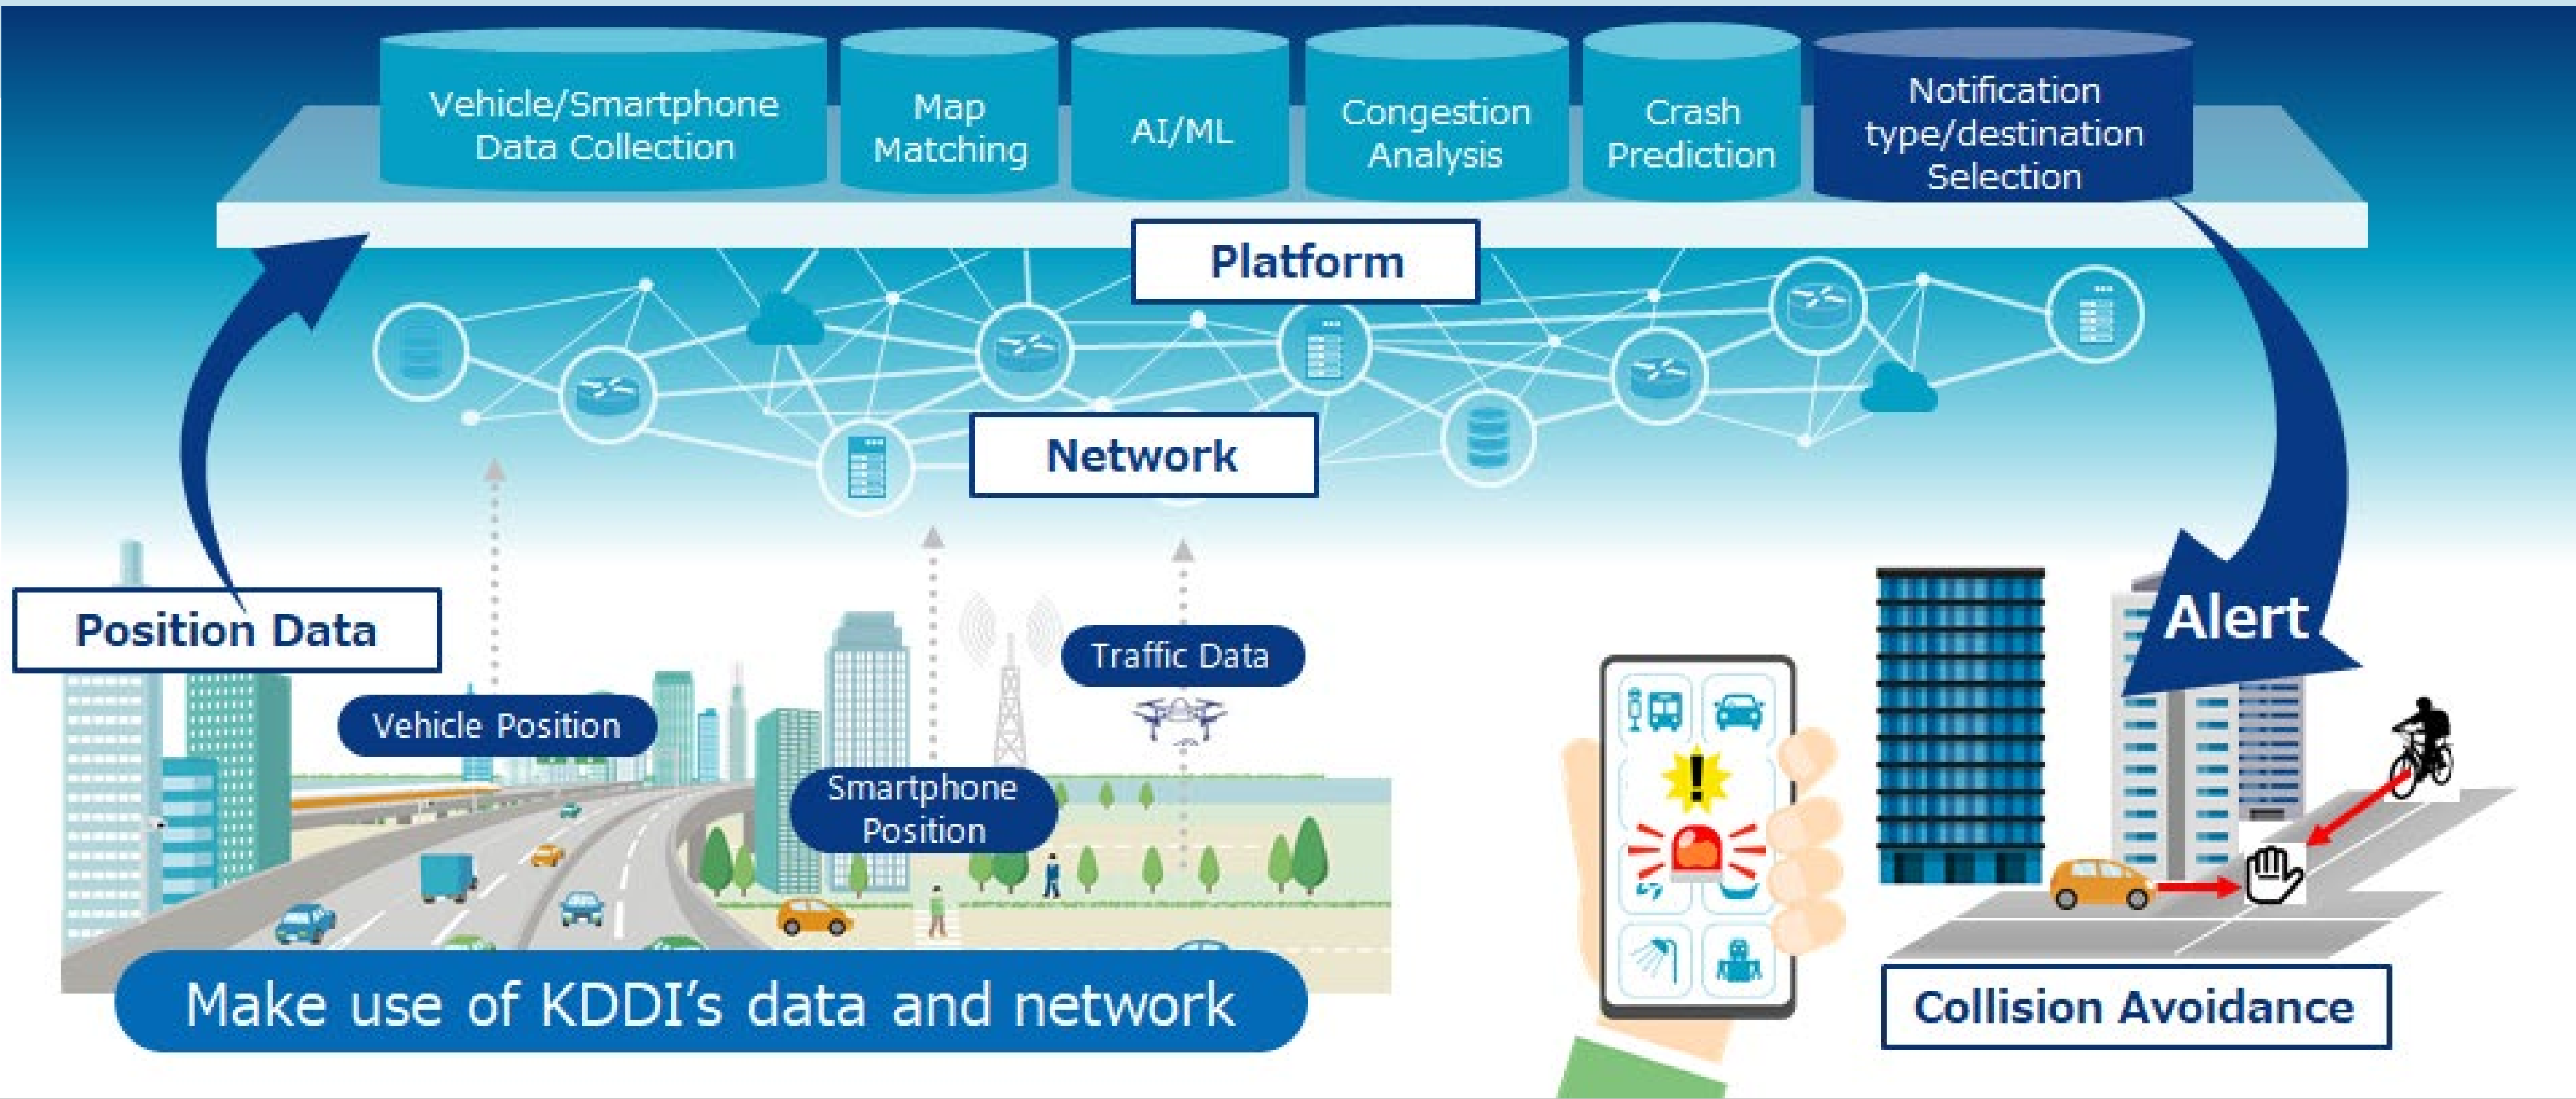 Vehicle/Smartphone
Data Collection
Map
Matching
AI/ML
Congestion
Analysis
Crash
Prediction
Notification
type/destination
Selection
Platform
Network
Position Data
Alert
Traffic Data
Vehicle Position
Smartphone
Position
!
Make use of KDDI’s data and network
Collision Avoidance